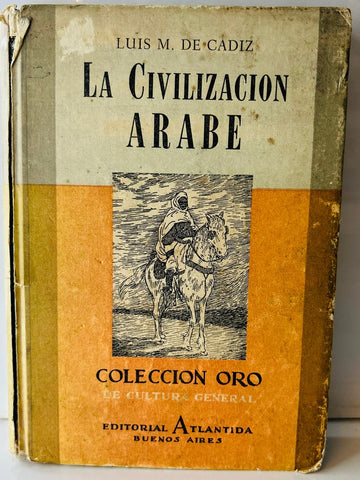 LUIS M. DE CADIZ
LA CIVILIZACION
ARABE
COLECCION ORO
DE CULTURA GENERAL
EDITORIAL ATLANTIDA
BUENOS AIRES